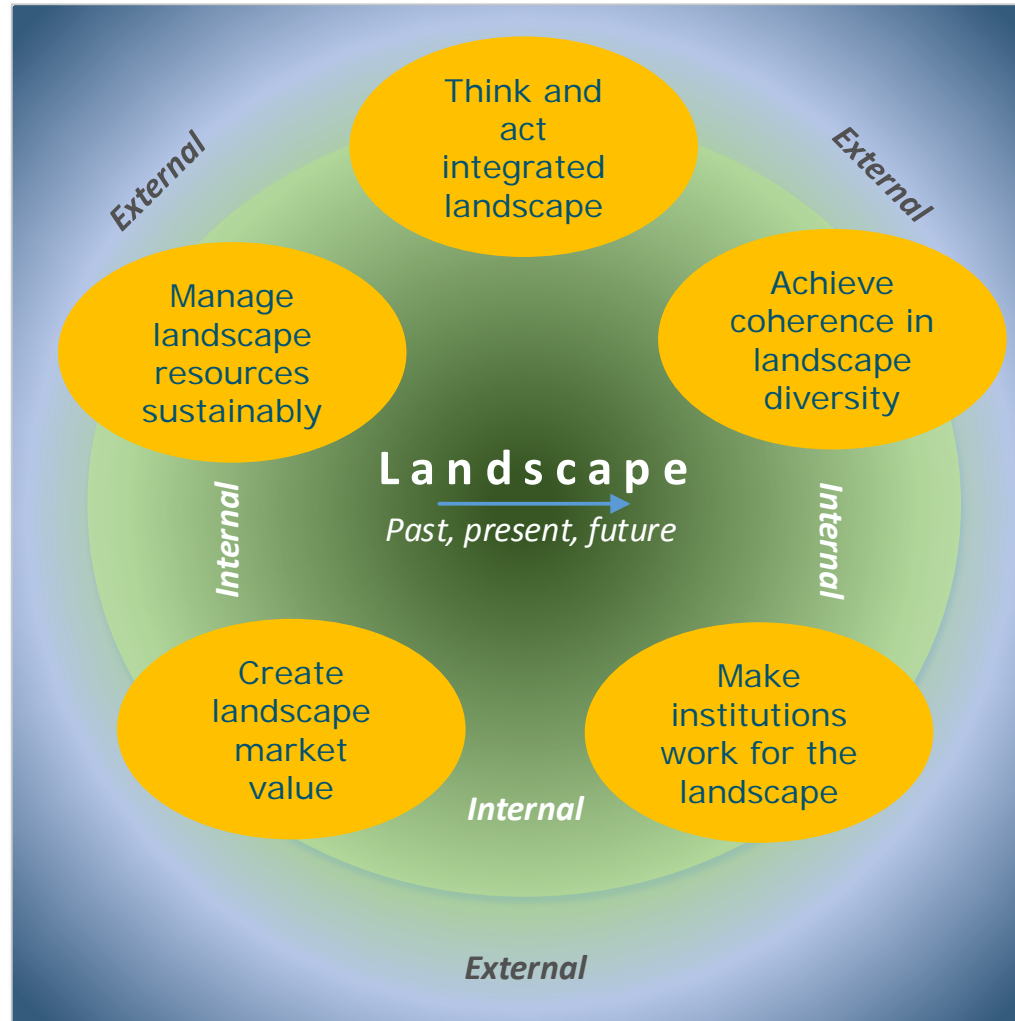 Think and
act
integrated
landscape
External
External
Manage
landscape
resources
sustainably
Achieve
coherence in
landscape
diversity
Landscape
Past, present, future
Internal
Internal
Create
landscape
market
value
Make
institutions
work for the
landscape
Internal
External